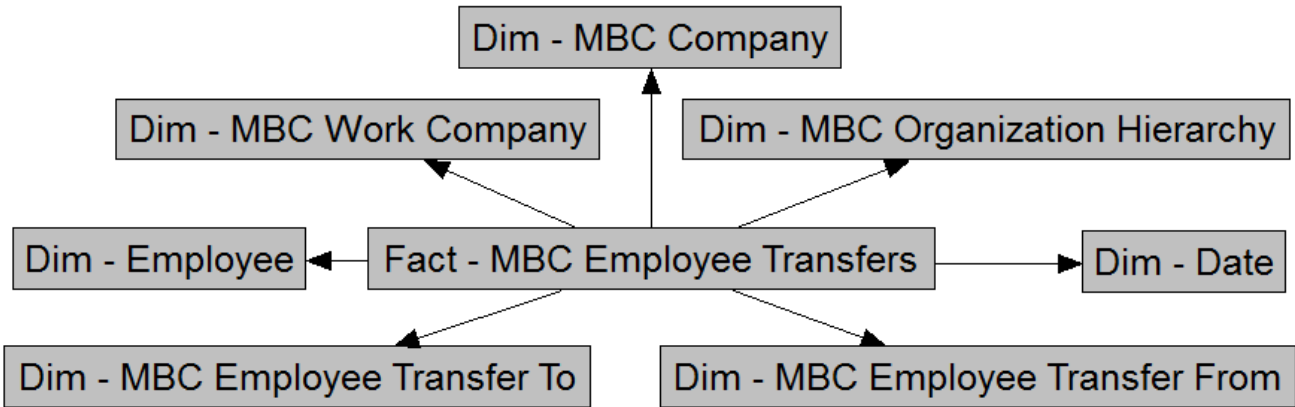 Dim - MBC Company
Dim - MBC Work Company
Dim - MBC Organization Hierarchy
Dim - Employee
Fact - MBC Employee Transfers
Dim - Date
Dim - MBC Employee Transfer To
Dim - MBC Employee Transfer From